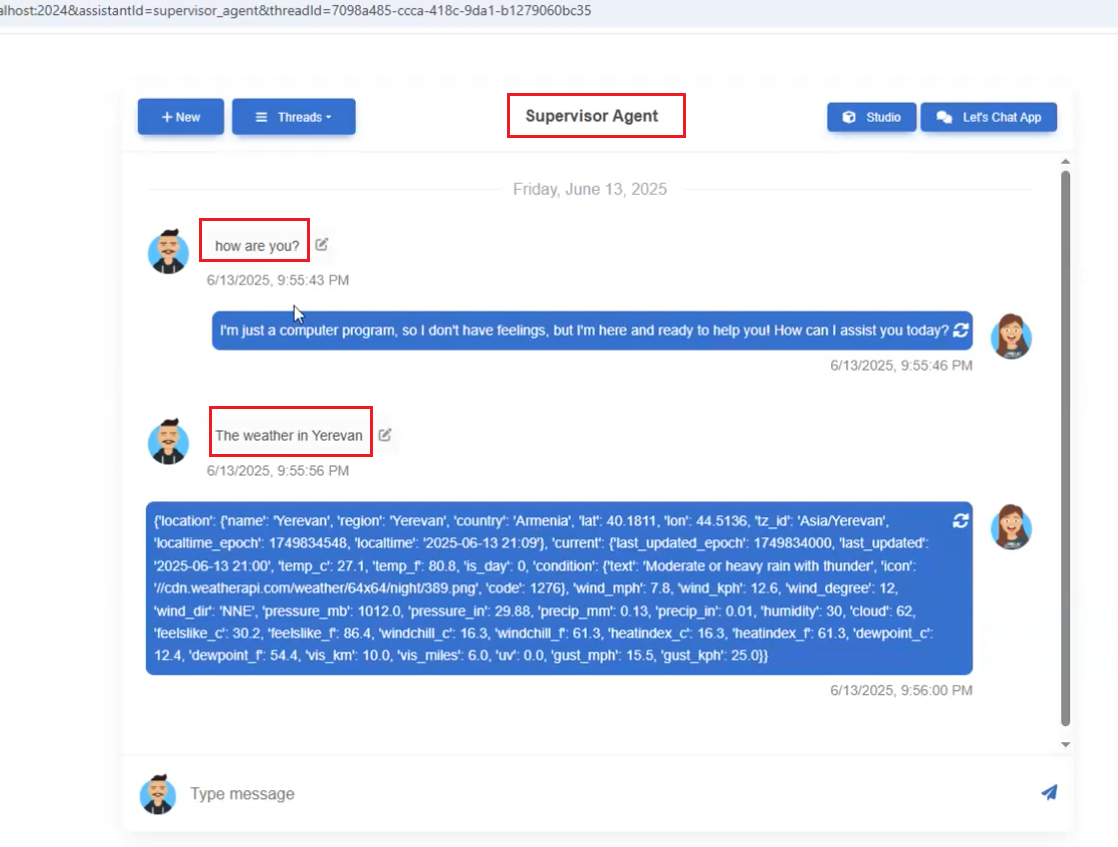 alhost:2024&assistantId=supervisor_agent&threadId=7098a485-ccca-418c-9da1-b1279060bc35
+ New
Threads
Supervisor Agent
Studio
Let's Chat App
Friday, June 13, 2025
how are you?
6/13/2025, 9:55:43 PM
I'm just a computer program, so I don't have feelings, but I'm here and ready to help you! How can I assist you today?
6/13/2025, 9:55:46 PM
The weather in Yerevan
6/13/2025, 9:55:56 PM
{'location': {'name': 'Yerevan', 'region': 'Yerevan', 'country': 'Armenia', 'lat': 40.1811, 'lon': 44.5136, 'tz_id': 'Asia/Yerevan',
'localtime_epoch': 1749834548, 'localtime': '2025-06-13 21:09'}, 'current': {'last_updated_epoch': 1749834000, 'last_updated':
'2025-06-13 21:00', 'temp_c': 27.1, 'temp_f': 80.8, 'is_day': 0, 'condition': {'text': 'Moderate or heavy rain with thunder', 'icon':
'//cdn.weatherapi.com/weather/64x64/night/389.png', 'code': 1276}, 'wind_mph': 7.8, 'wind_kph': 12.6, 'wind_degree': 12,
'wind_dir': 'NNE', 'pressure_mb': 1012.0, 'pressure_in': 29.88, 'precip_mm': 0.13, 'precip_in': 0.01, 'humidity': 30, 'cloud': 62,
'feelslike_c': 30.2, 'feelslike_f': 86.4, 'windchill_c': 16.3, 'windchill_f': 61.3, 'heatindex_c': 16.3, 'heatindex_f': 61.3, 'dewpoint_c':
12.4, 'dewpoint_f': 54.4, 'vis_km': 10.0, 'vis_miles': 6.0, 'uv': 0.0, 'gust_mph': 15.5, 'gust_kph': 25.0}}
6/13/2025, 9:56:00 PM
Type message